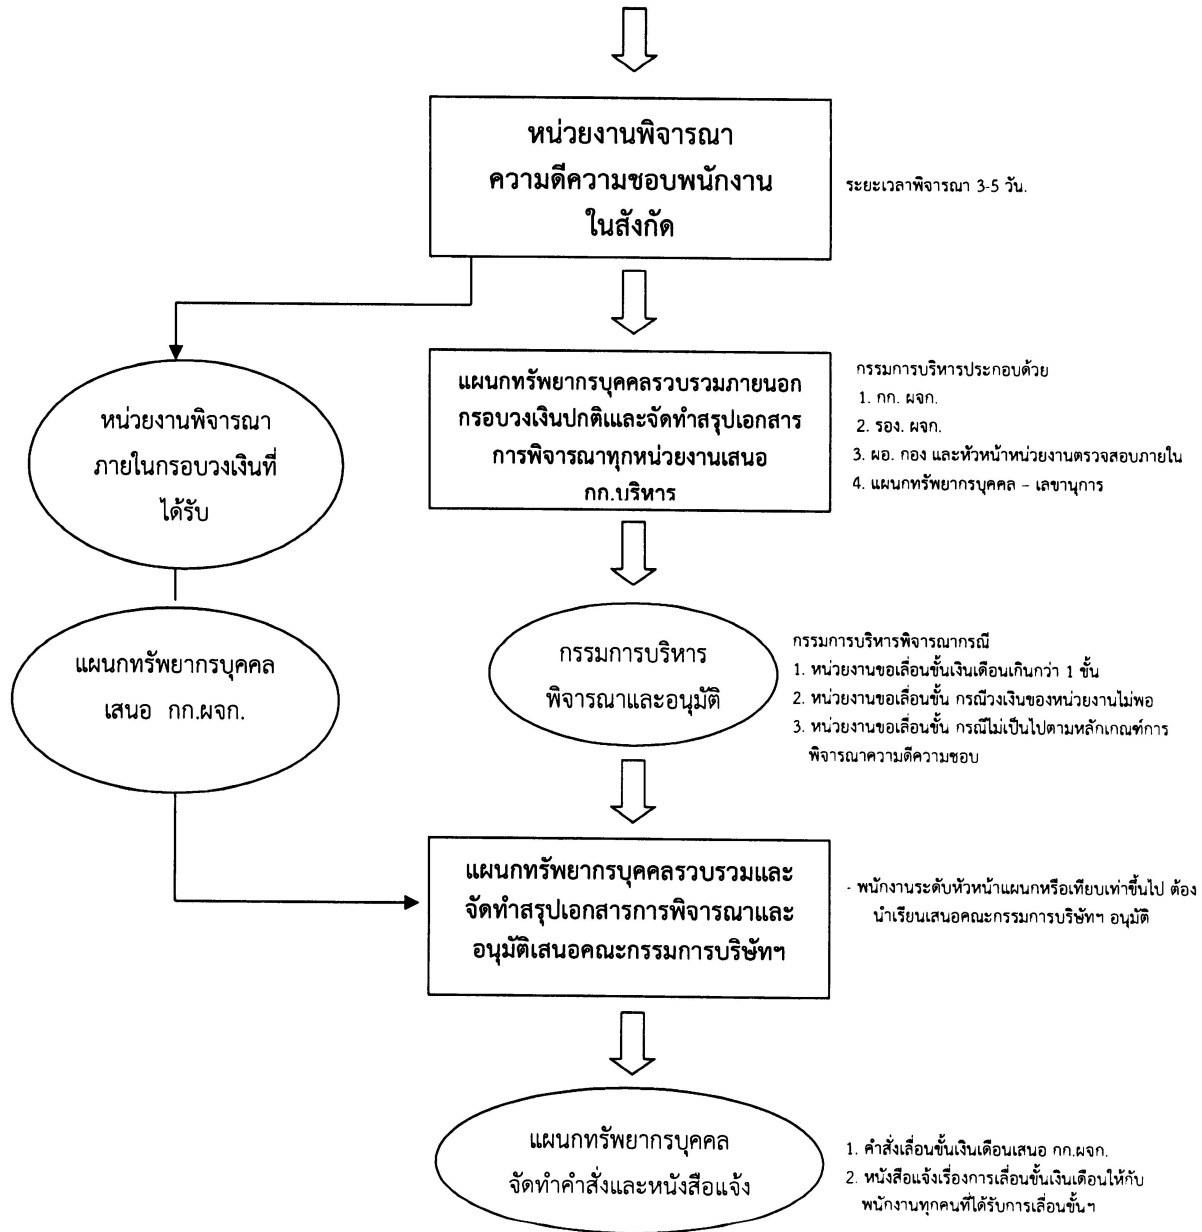 หน่วยงานพิจารณา
ความดีความชอบพนักงาน
ในสังกัด
ระยะเวลาพิจารณา 3-5 วัน.
หน่วยงานพิจารณา
ภายในกรอบวงเงินที่
ได้รับ
แผนกทรัพยากรบุคคลรวบรวมภายนอก
กรอบวงเงินปกติและจัดทำสรุปเอกสาร
การพิจารณาทุกหน่วยงานเสนอ
กก.บริหาร
กรรมการบริหารประกอบด้วย
1. กก. ผจก.
2. รอง. ผจก.
3. ผอ. กอง และหัวหน้าหน่วยงานตรวจสอบภายใน
4. แผนกทรัพยากรบุคคล – เลขานุการ
แผนกทรัพยากรบุคคล
เสนอ กก.ผจก.
กรรมการบริหาร
พิจารณาและอนุมัติ
กรรมการบริหารพิจารณากรณี
1. หน่วยงานขอเลื่อนขั้นเงินเดือนเกินกว่า 1 ขั้น
2. หน่วยงานขอเลื่อนขั้น กรณีวงเงินของหน่วยงานไม่พอ
3. หน่วยงานขอเลื่อนขั้น กรณีไม่เป็นไปตามหลักเกณฑ์การ
พิจารณาความดีความชอบ
แผนกทรัพยากรบุคคลรวบรวมและ
จัดทำสรุปเอกสารการพิจารณาและ
อนุมัติเสนอคณะกรรมการบริษัทฯ
- พนักงานระดับหัวหน้าแผนกหรือเทียบเท่าขึ้นไป ต้อง
นำเรียนเสนอคณะกรรมการบริษัทฯ อนุมัติ
แผนกทรัพยากรบุคคล
จัดทำคำสั่งและหนังสือแจ้ง
1. คำสั่งเลื่อนขั้นเงินเดือนเสนอ กก.ผจก.
2. หนังสือแจ้งเรื่องการเลื่อนขั้นเงินเดือนให้กับ
พนักงานทุกคนที่ได้รับการเลื่อนขั้นฯ